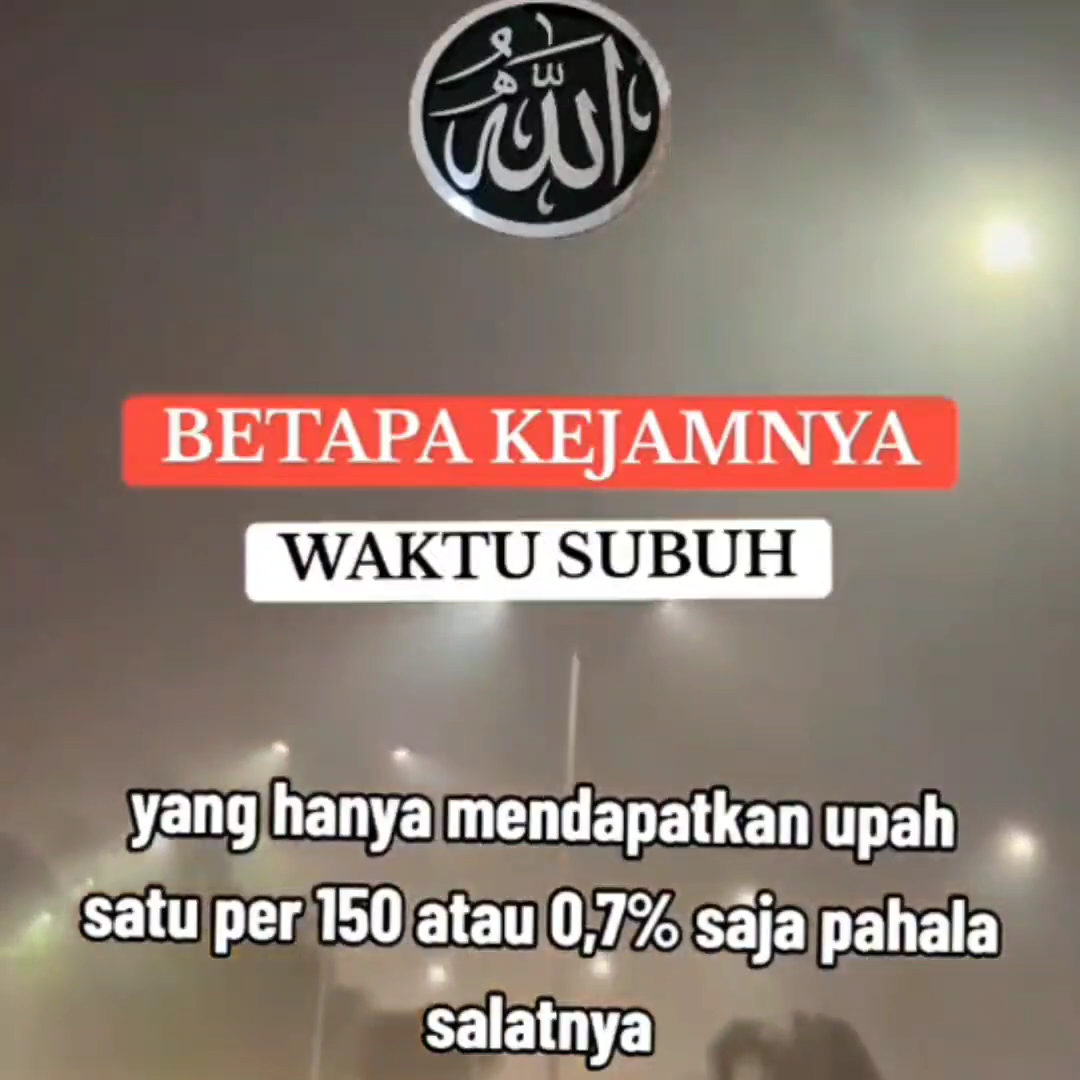 الله
BETAPA KEJAMNYA
WAKTU SUBUH
yang hanya mendapatkan upah
satu per 150 atau 0,7% saja pahala
salatnya